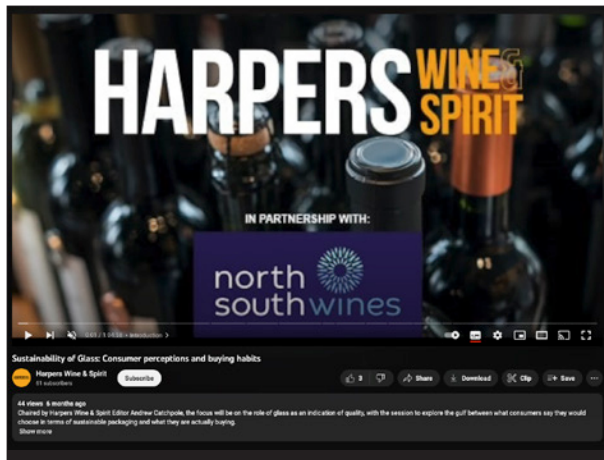 HARPERS WINE & SPIRIT
IN PARTNERSHIP WITH:
north
southwines
Introduction
Sustainability of Glass: Consumer perceptions and buying habits
Harpers Wine & Spirit
subscribers
Subscribe
3
Share
Download
Clip
Save
44 views 6 months ago
Chaired by Harpers Wine & Spirit Editor Andrew Catchpole, the focus will be on the role of glass as an indication of quality, with the session to explore the gulf between what consumers say they would
choose in terms of sustainable packaging and what they are actually buying.
Show more